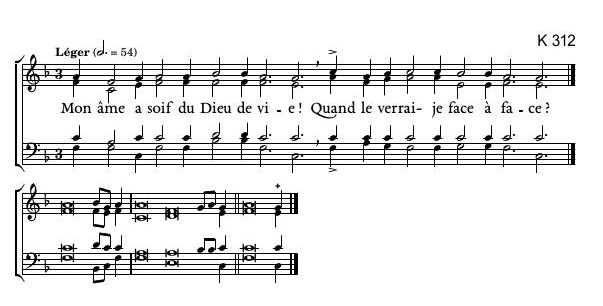 K 312
Léger (𝅗𝅥. = 54)
Mon âme a soif du Dieu de vi - e! Quand le verrai- je face à fa - ce?